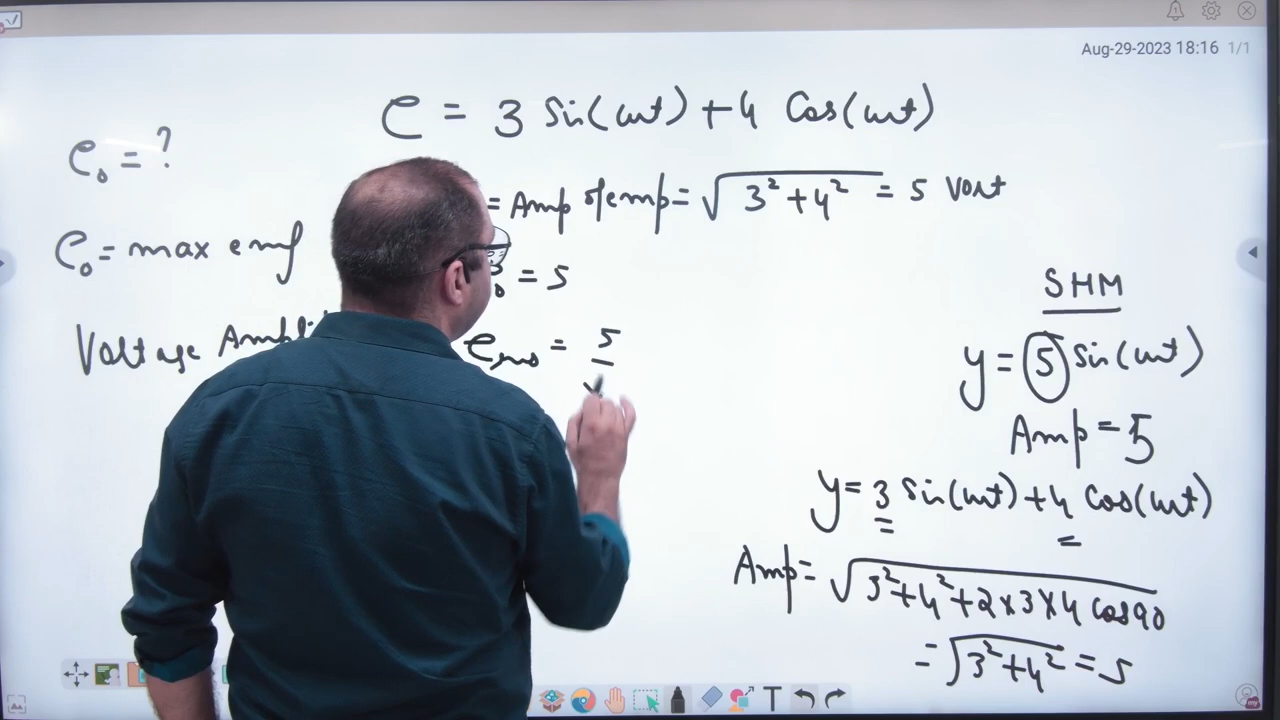 Aug-29-2023 18:16 1/1
e = 3 Sin(ωt) + 4 Cos(ωt)
e₀ = ?
= Amp of emf = √(3² + 4²) = 5 Volt
e₀ = max emf
= 5
Voltage
e_rms = 5
SHM
y = 5 Sin(ωt)
Amp = 5
y = 3 Sin(ωt) + 4 Cos(ωt)
Amp = √(3² + 4² + 2 × 3 × 4 Cos90
= √(3² + 4²) = 5
T